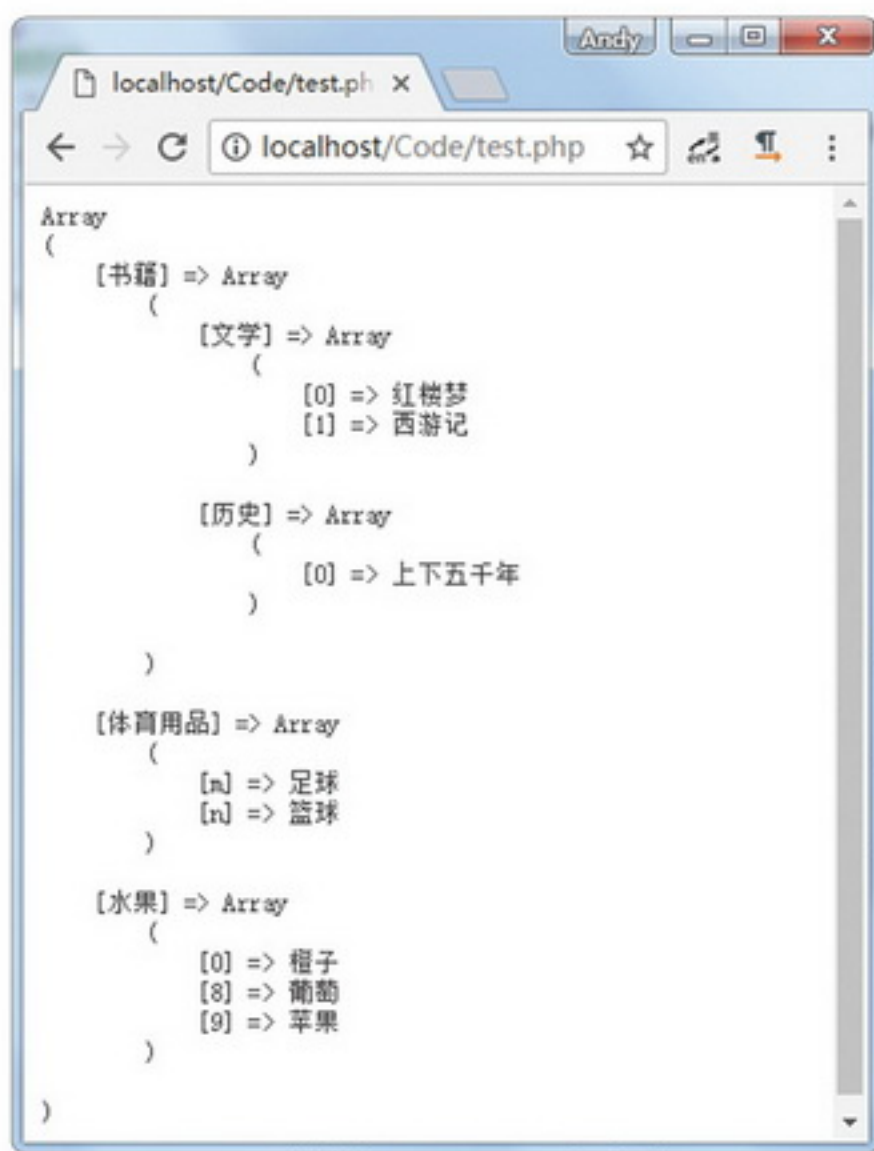 Andy
localhost/Code/test.ph
localhost/Code/test.php
Array
(
    [书籍] => Array
        (
            [文学] => Array
                (
                    [0] => 红楼梦
                    [1] => 西游记
                )

            [历史] => Array
                (
                    [0] => 上下五千年
                )

        )

    [体育用品] => Array
        (
            [m] => 足球
            [n] => 篮球
        )

    [水果] => Array
        (
            [0] => 橙子
            [8] => 葡萄
            [9] => 苹果
        )

)